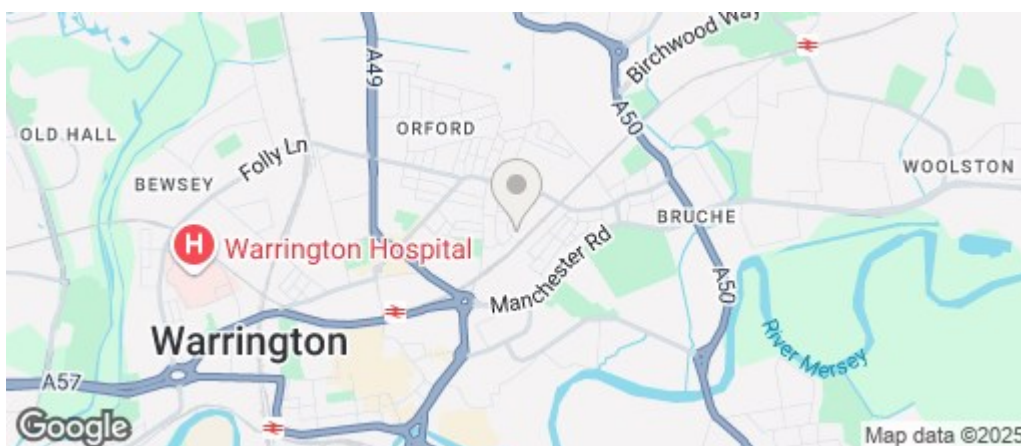 Birchwood Way
A49
A50
ORFORD
OLD HALL
Folly Ln
WOOLSTON
BEWSEY
BRUCHE
H
Warrington Hospital
Manchester Rd
A50
River Mersey
Warrington
A57
Google
Map data ©2025